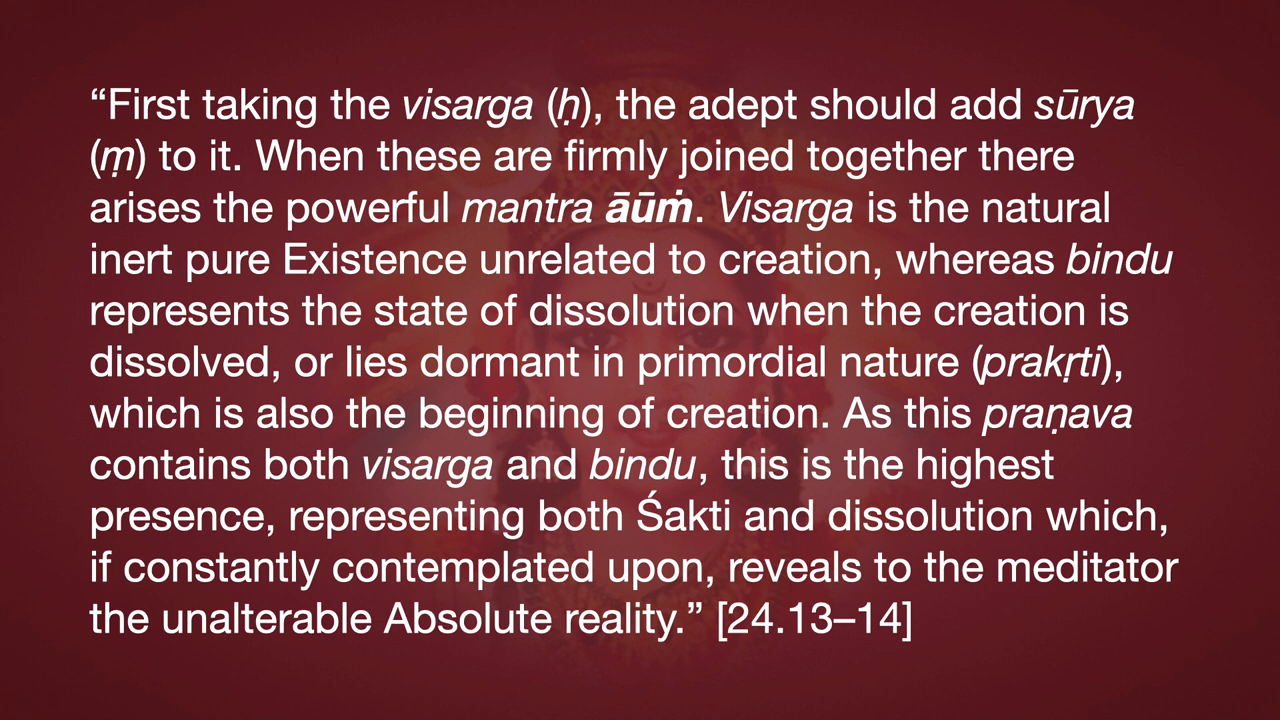 “First taking the visarga (ḥ), the adept should add sūrya
(ṃ) to it. When these are firmly joined together there
arises the powerful mantra āūṁ. Visarga is the natural
inert pure Existence unrelated to creation, whereas bindu
represents the state of dissolution when the creation is
dissolved, or lies dormant in primordial nature (prakṛti),
which is also the beginning of creation. As this praṇava
contains both visarga and bindu, this is the highest
presence, representing both Śakti and dissolution which,
if constantly contemplated upon, reveals to the meditator
the unalterable Absolute reality.” [24.13–14]